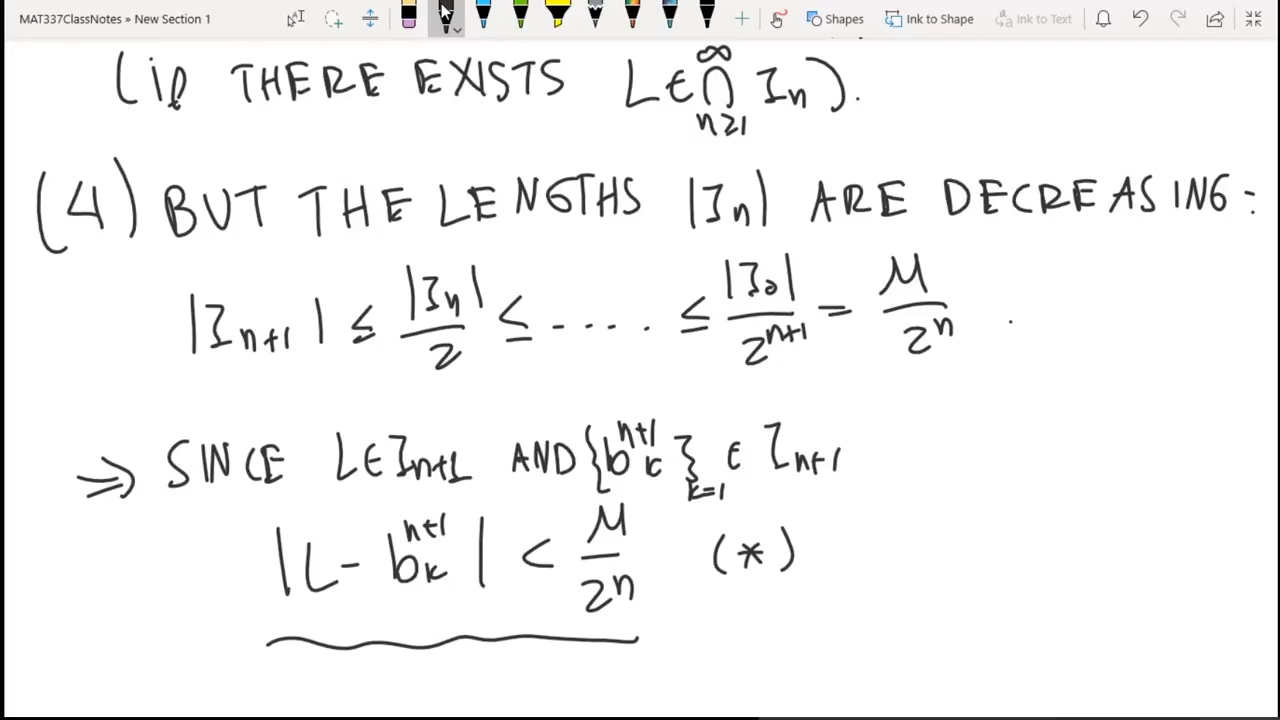 MAT337ClassNotes » New Section 1
Shapes Ink to Shape Ink to Text
(ie THERE EXISTS L ∈ ⋂_{n≥1}^{∞} I_n).
(4) BUT THE LENGTHS |I_n| ARE DECREASING:
|I_{n+1}| ≤ |I_n|/2 ≤ ..... ≤ |I_0|/2^{n+1} = M/2^n .
⇒ SINCE L ∈ I_{n+1} AND {b_k^{n+1}}_{k=1} ∈ I_{n+1}
|L - b_k^{n+1}| < M/2^n (*)